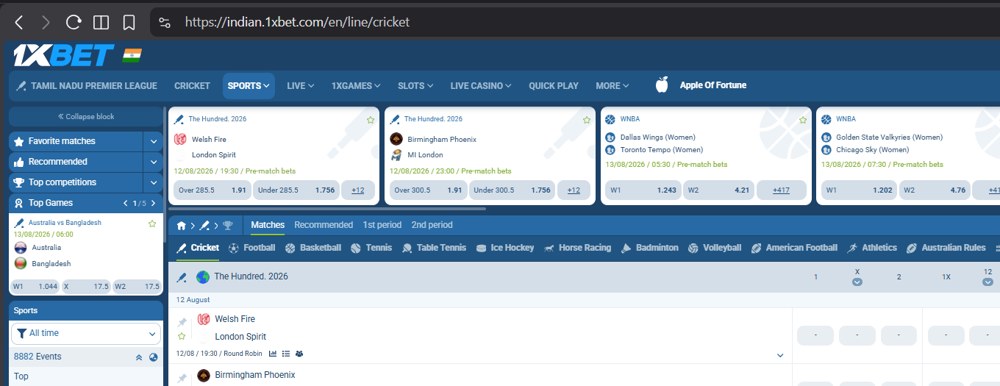 https://indian.1xbet.com/en/line/cricket
1XBET
TAMIL NADU PREMIER LEAGUE CRICKET SPORTS LIVE 1XGAMES SLOTS LIVE CASINO QUICK PLAY MORE Apple Of Fortune
« Collapse block
Favorite matches
Recommended
Top competitions
Top Games 1/5
Australia vs Bangladesh
13/08/2026 / 06:00
Australia
Bangladesh
W1 1.044 X 17.5 W2 17.5
Sports
All time
8882 Events
Top
The Hundred. 2026
Welsh Fire
London Spirit
12/08/2026 / 19:30 / Pre-match bets
Over 285.5 1.91 Under 285.5 1.756 +12
The Hundred. 2026
Birmingham Phoenix
MI London
12/08/2026 / 23:00 / Pre-match bets
Over 300.5 1.91 Under 300.5 1.756 +12
WNBA
Dallas Wings (Women)
Toronto Tempo (Women)
13/08/2026 / 05:30 / Pre-match bets
W1 1.243 W2 4.21 +417
WNBA
Golden State Valkyries (Women)
Chicago Sky (Women)
13/08/2026 / 07:30 / Pre-match bets
W1 1.202 W2 4.76
Matches Recommended 1st period 2nd period
Cricket Football Basketball Tennis Table Tennis Ice Hockey Horse Racing Badminton Volleyball American Football Athletics Australian Rules
The Hundred. 2026 1 X 2 1X 12
12 August
Welsh Fire
London Spirit
- - - - -
12/08 / 19:30 / Round Robin
Birmingham Phoenix